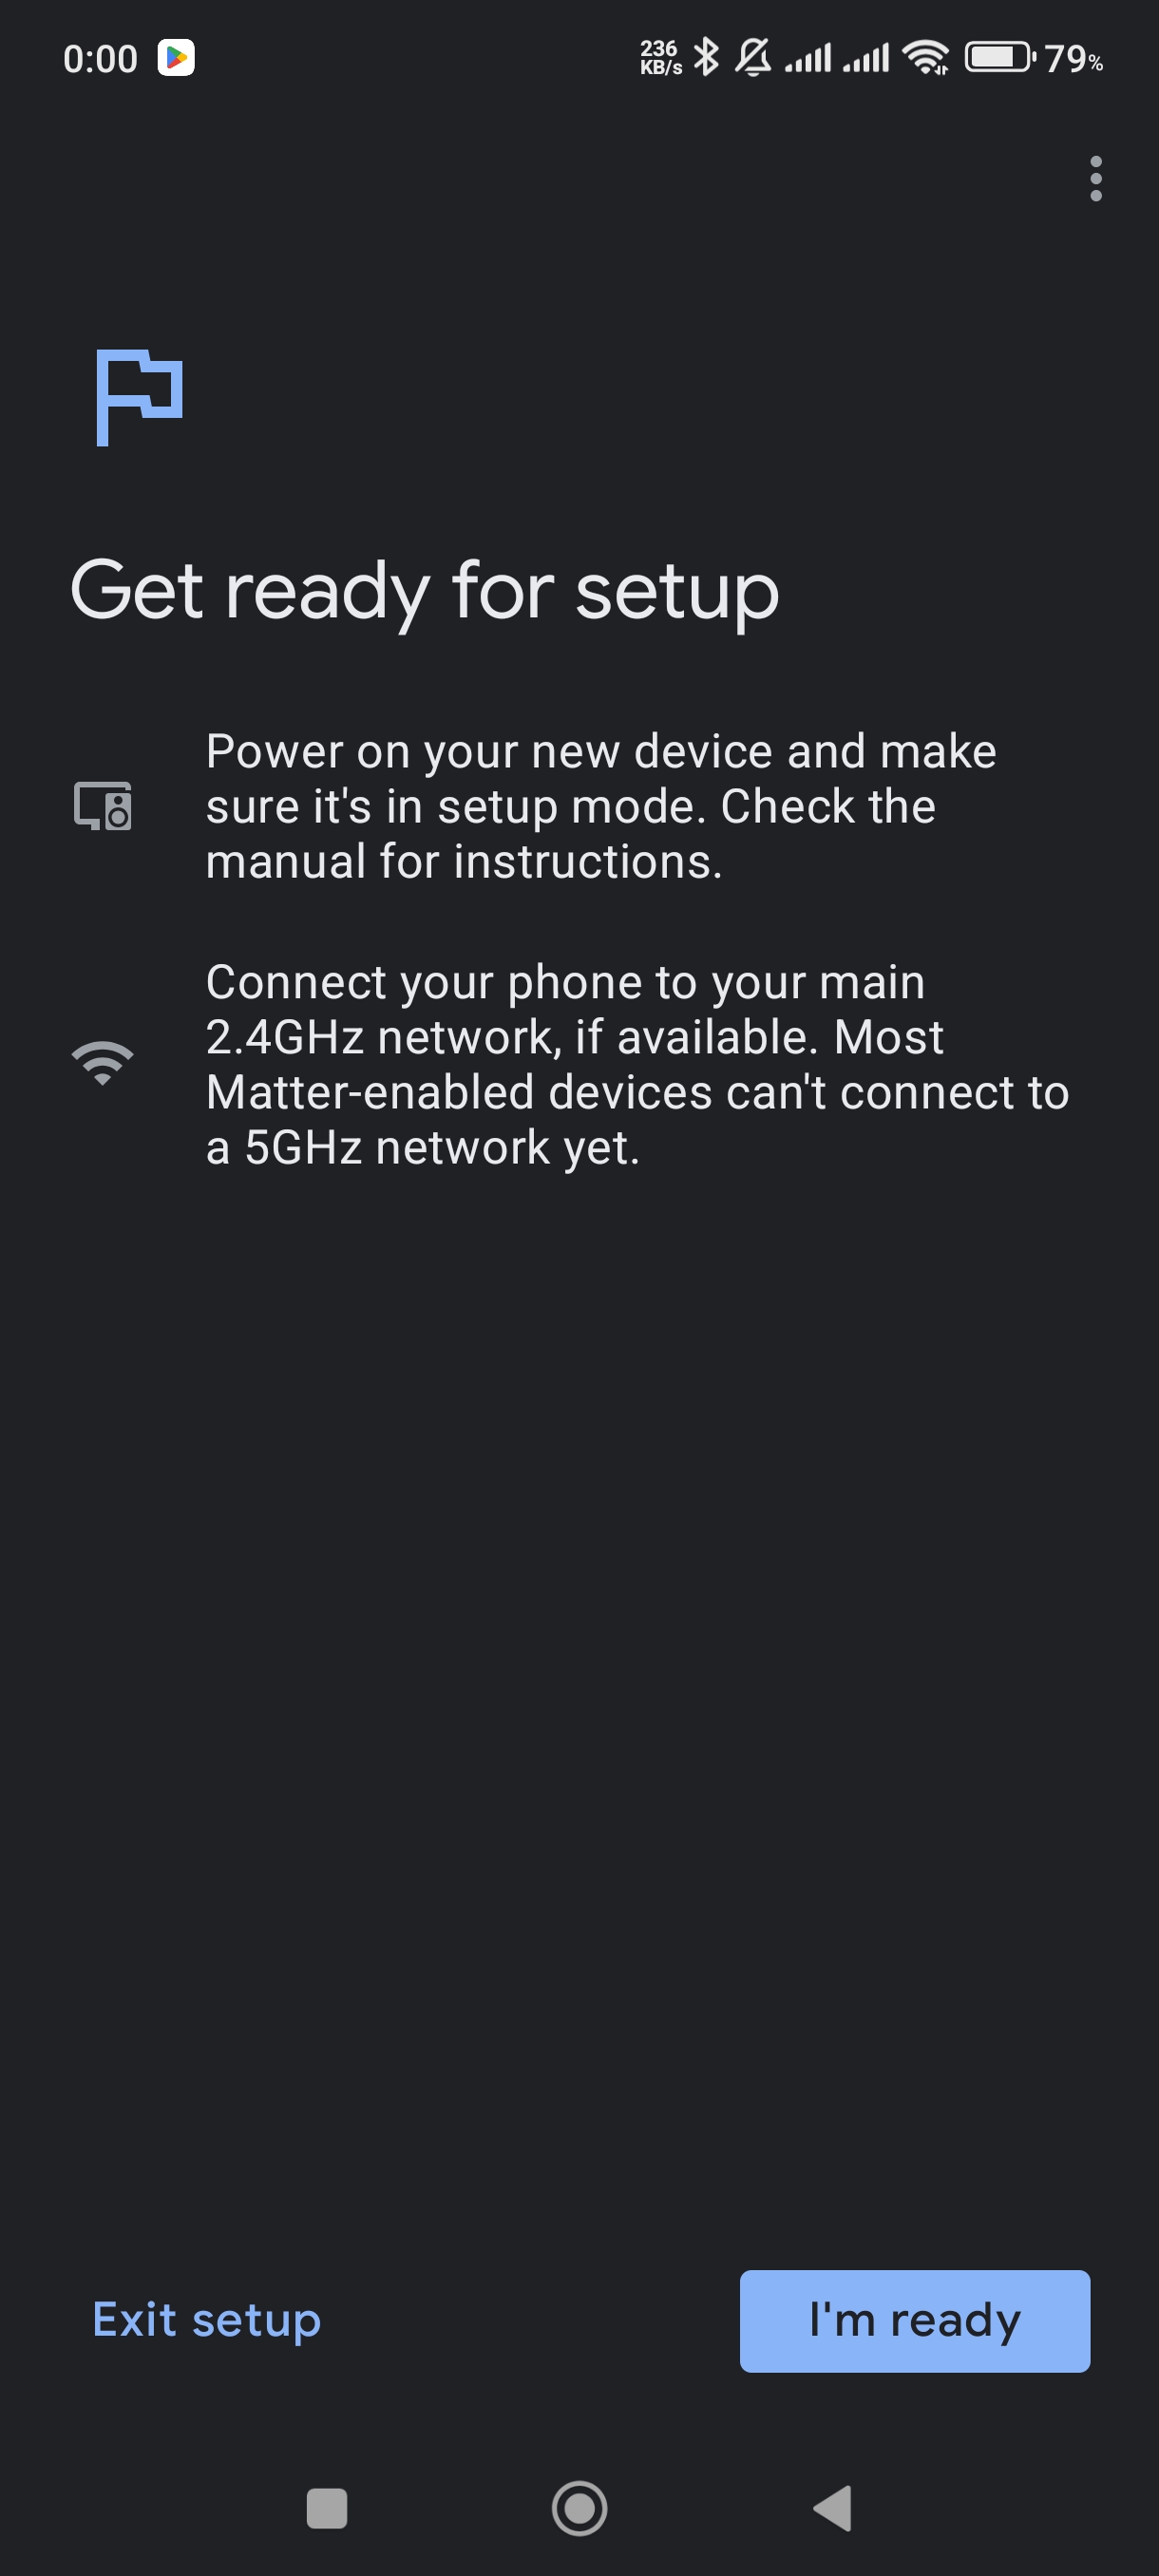 0:00
236
KB/s
79%
Get ready for setup
Power on your new device and make
sure it's in setup mode. Check the
manual for instructions.
Connect your phone to your main
2.4GHz network, if available. Most
Matter-enabled devices can't connect to
a 5GHz network yet.
Exit setup
I'm ready